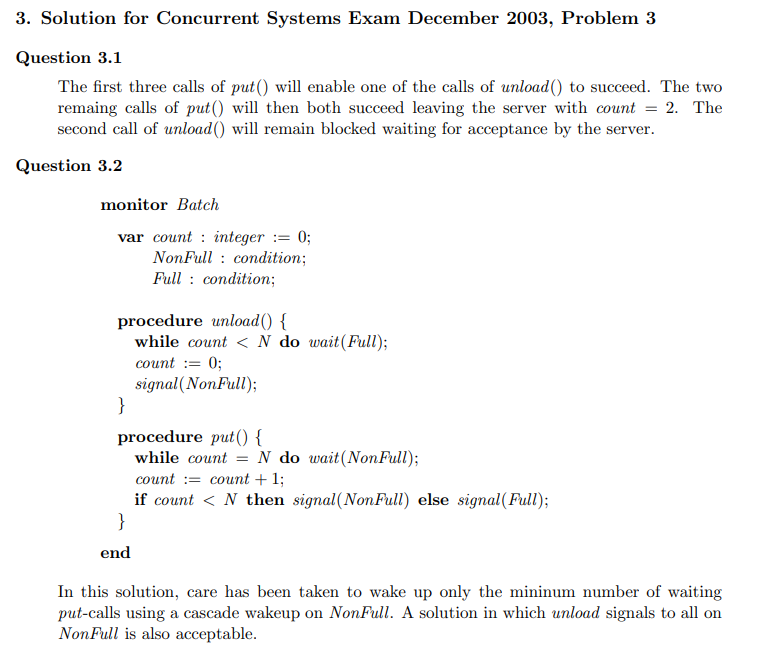 3. Solution for Concurrent Systems Exam December 2003, Problem 3
Question 3.1
The first three calls of put() will enable one of the calls of unload() to succeed. The two
remaing calls of put() will then both succeed leaving the server with count = 2. The
second call of unload() will remain blocked waiting for acceptance by the server.
Question 3.2
monitor Batch
var count : integer := 0;
NonFull : condition;
Full : condition;
procedure unload() {
while count < N do wait(Full);
count := 0;
signal(NonFull);
}
procedure put() {
while count = N do wait(NonFull);
count := count + 1;
if count < N then signal(NonFull) else signal(Full);
}
end
In this solution, care has been taken to wake up only the mininum number of waiting
put-calls using a cascade wakeup on NonFull. A solution in which unload signals to all on
NonFull is also acceptable.